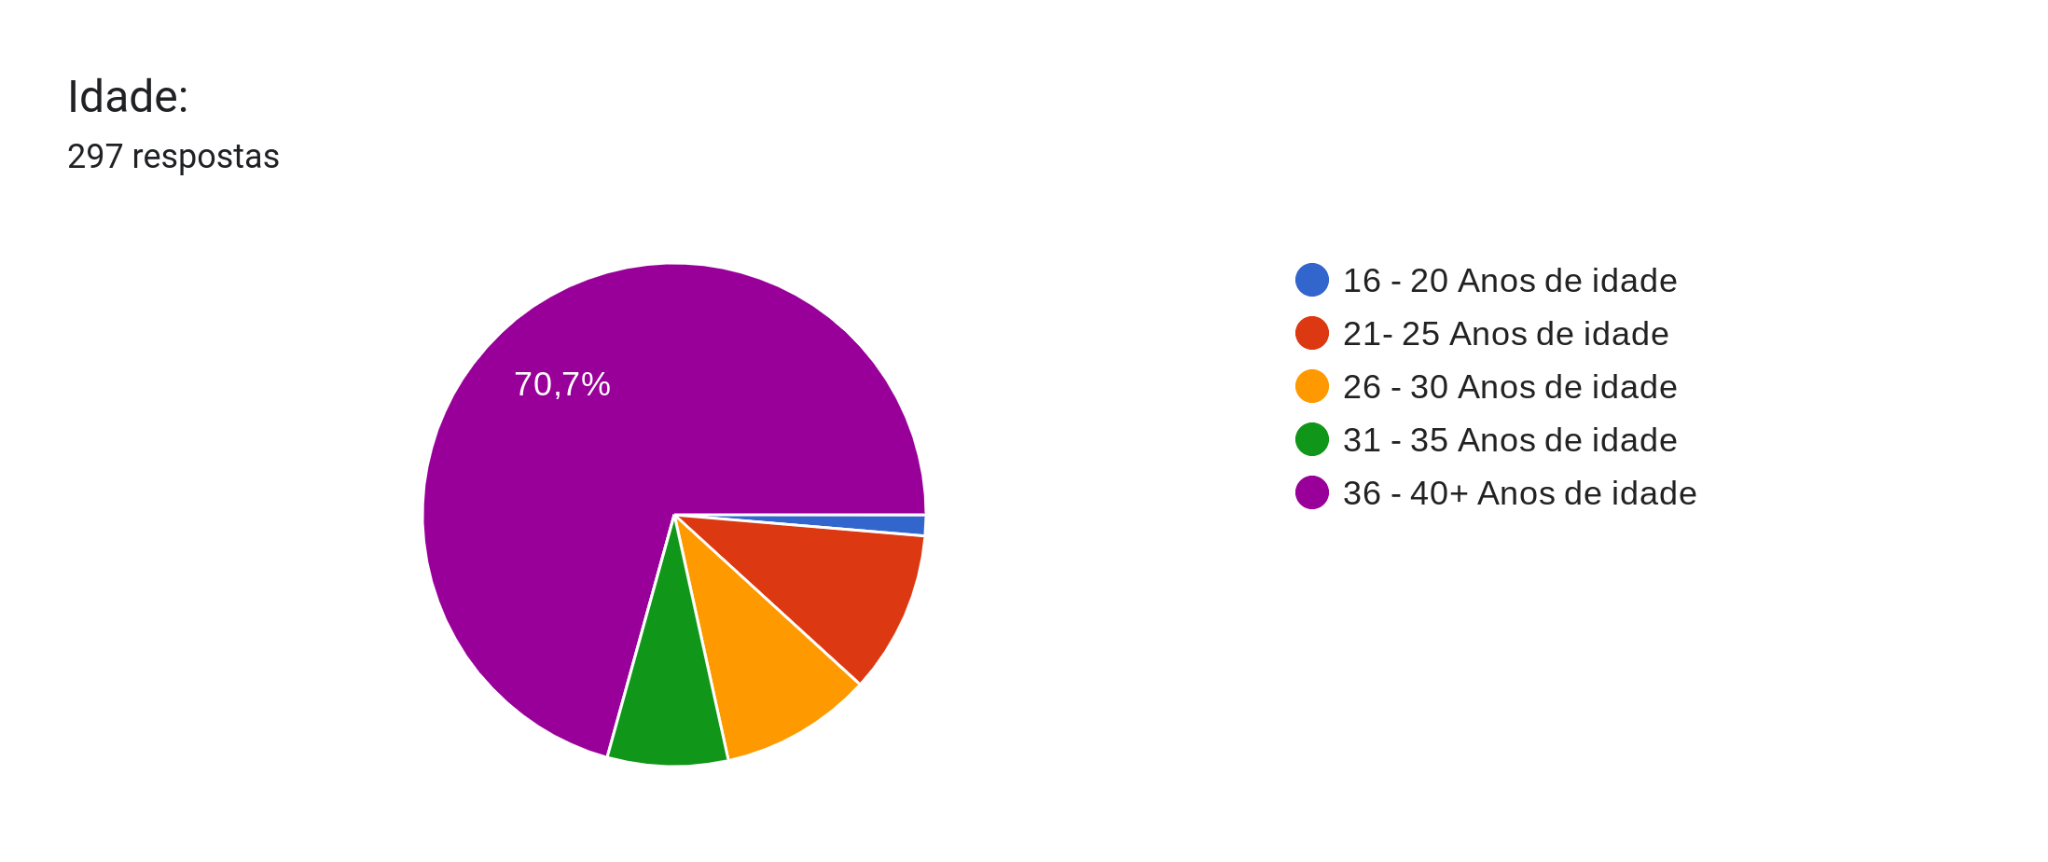 Idade:
297 respostas
70,7%
16 - 20 Anos de idade
21- 25 Anos de idade
26 - 30 Anos de idade
31 - 35 Anos de idade
36 - 40+ Anos de idade